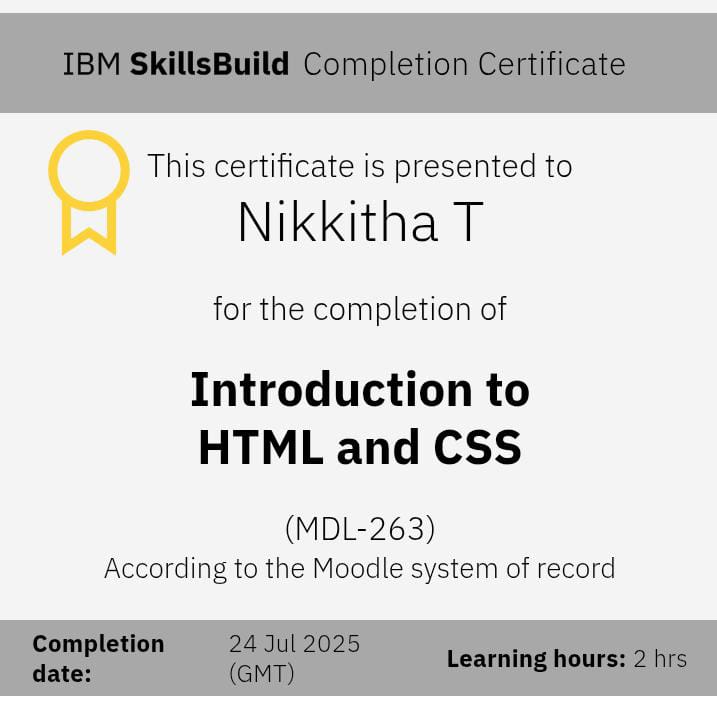 IBM SkillsBuild Completion Certificate
This certificate is presented to
Nikkitha T
for the completion of
Introduction to
HTML and CSS
(MDL-263)
According to the Moodle system of record
Completion date:
24 Jul 2025 (GMT)
Learning hours: 2 hrs